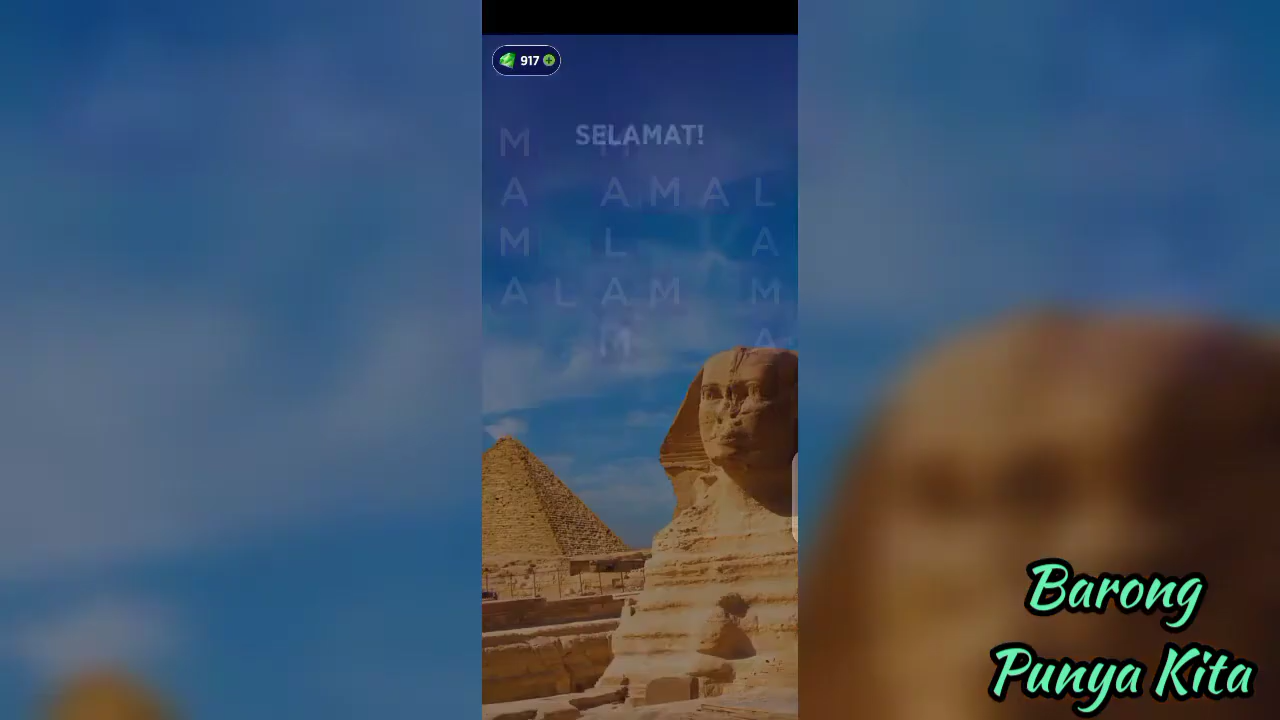 917
SELAMAT!
M M
A A M A L
M L A
A L A M M
M A
Barong
Punya Kita